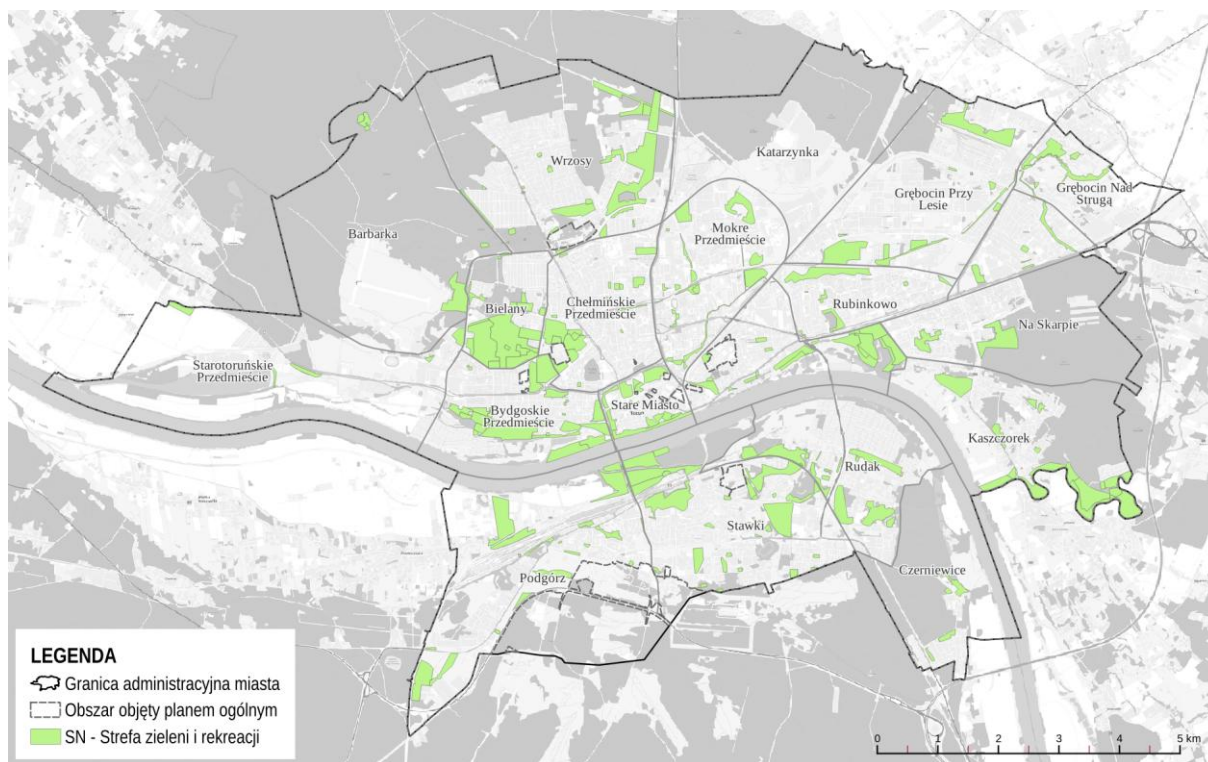 Katarzynka
Wrzosy
Grębocin Przy
Lesie
Grębocin Nad
Strugą
Mokre
Przedmieście
Barbarka
Bielany
Chełmińskie
Przedmieście
Rubinkowo
Na Skarpie
Starotoruńskie
Przedmieście
Bydgoskie
Przedmieście
Stare Miasto
Toruń
Kaszczorek
Rudak
Stawki
Podgórz
Czerniewice
LEGENDA
Granica administracyjna miasta
Obszar objęty planem ogólnym
SN - Strefa zieleni i rekreacji
0 1 2 3 4 5 km